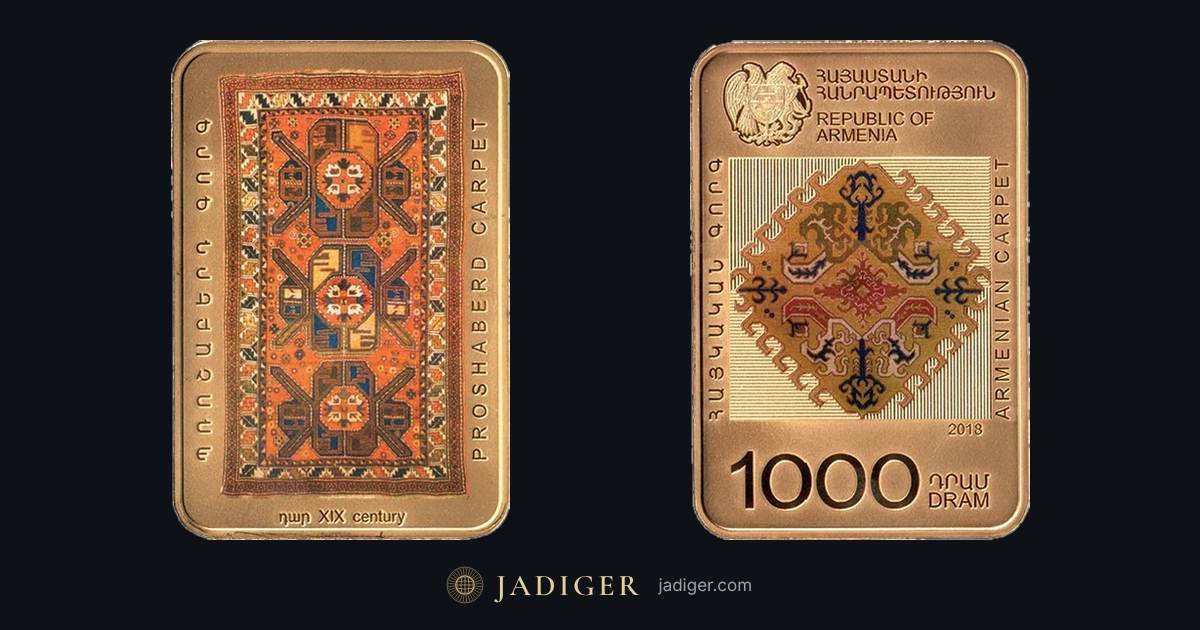 ՊՌՈՇԱԲԵՐԴ ԳՈՐԳ
PROSHABERD CARPET
դար XIX century
ՀԱՅԱՍՏԱՆԻ
ՀԱՆՐԱՊԵՏՈՒԹՅՈՒՆ
REPUBLIC OF
ARMENIA
ՀԱՅԿԱԿԱՆ ԳՈՐԳ
ARMENIAN CARPET
2018
1000 ԴՐԱՄ
DRAM
JADIGER jadiger.com